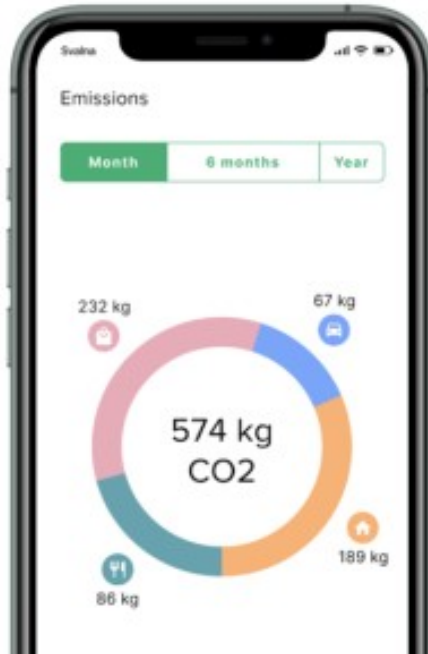 Svalna
Emissions
Month
6 months
Year
232 kg
67 kg
574 kg
CO2
189 kg
86 kg